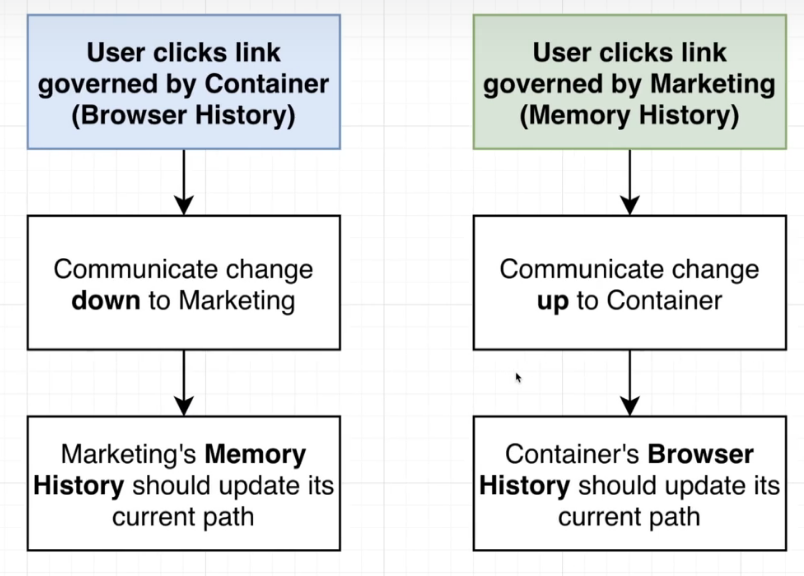 User clicks link
governed by Container
(Browser History)
User clicks link
governed by Marketing
(Memory History)
Communicate change
down to Marketing
Communicate change
up to Container
Marketing's Memory
History should update its
current path
Container's Browser
History should update its
current path